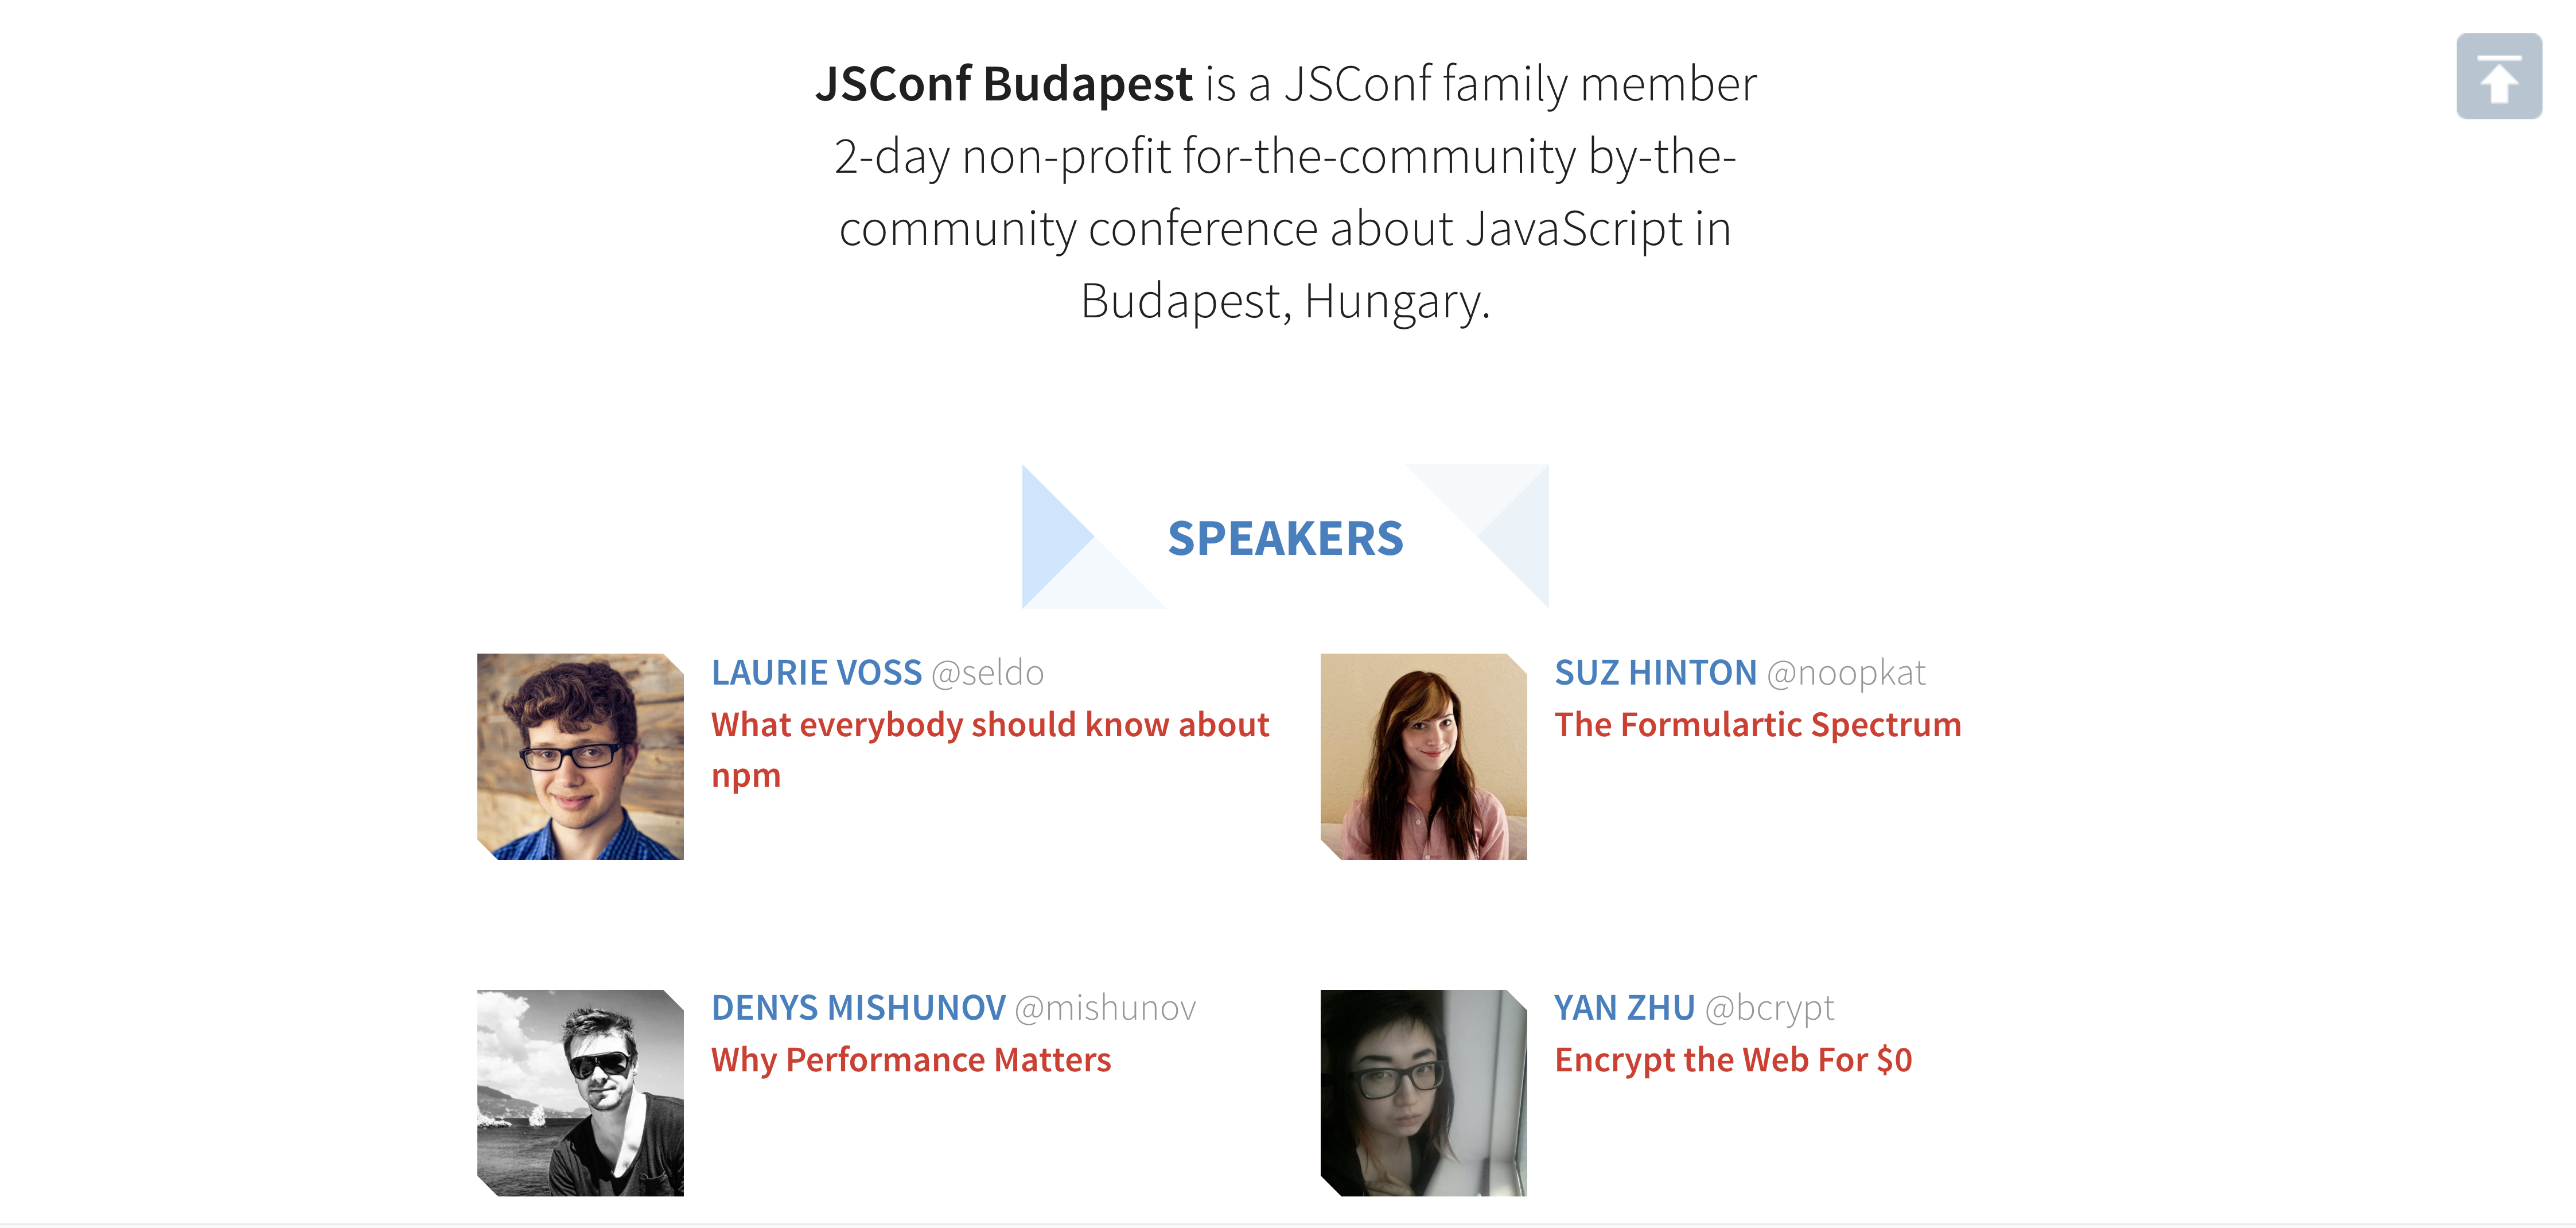 JSConf Budapest is a JSConf family member
2-day non-profit for-the-community by-the-
community conference about JavaScript in
Budapest, Hungary.
SPEAKERS
LAURIE VOSS @seldo
What everybody should know about
npm
SUZ HINTON @noopkat
The Formulartic Spectrum
DENYS MISHUNOV @mishunov
Why Performance Matters
YAN ZHU @bcrypt
Encrypt the Web For $0